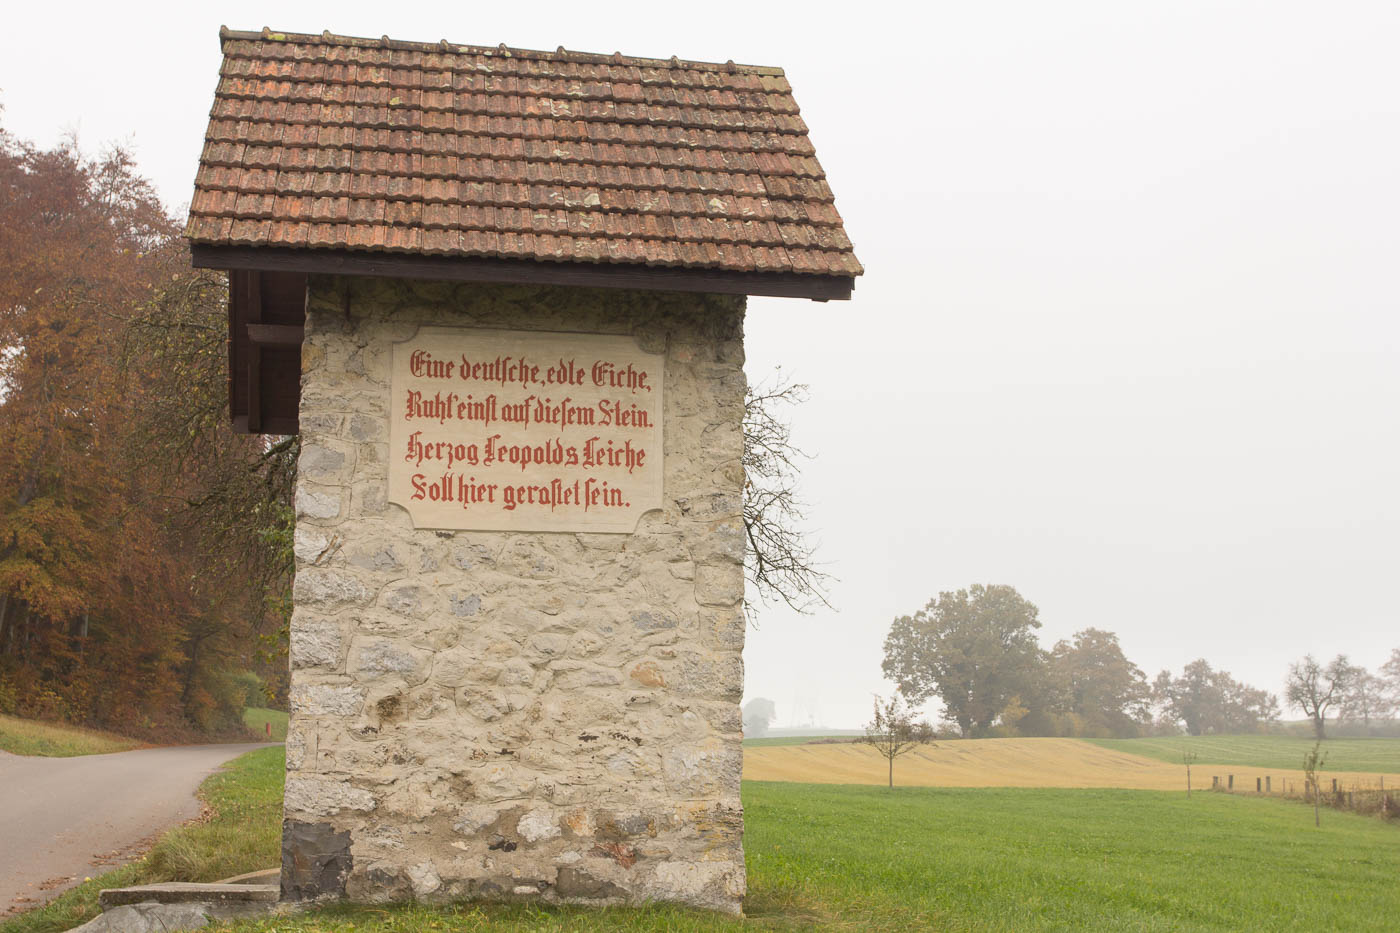 Eine deutsche, edle Eiche,
Ruht' einst auf diesem Stein.
Herzog Leopolds Leiche
Soll hier gerastet sein.